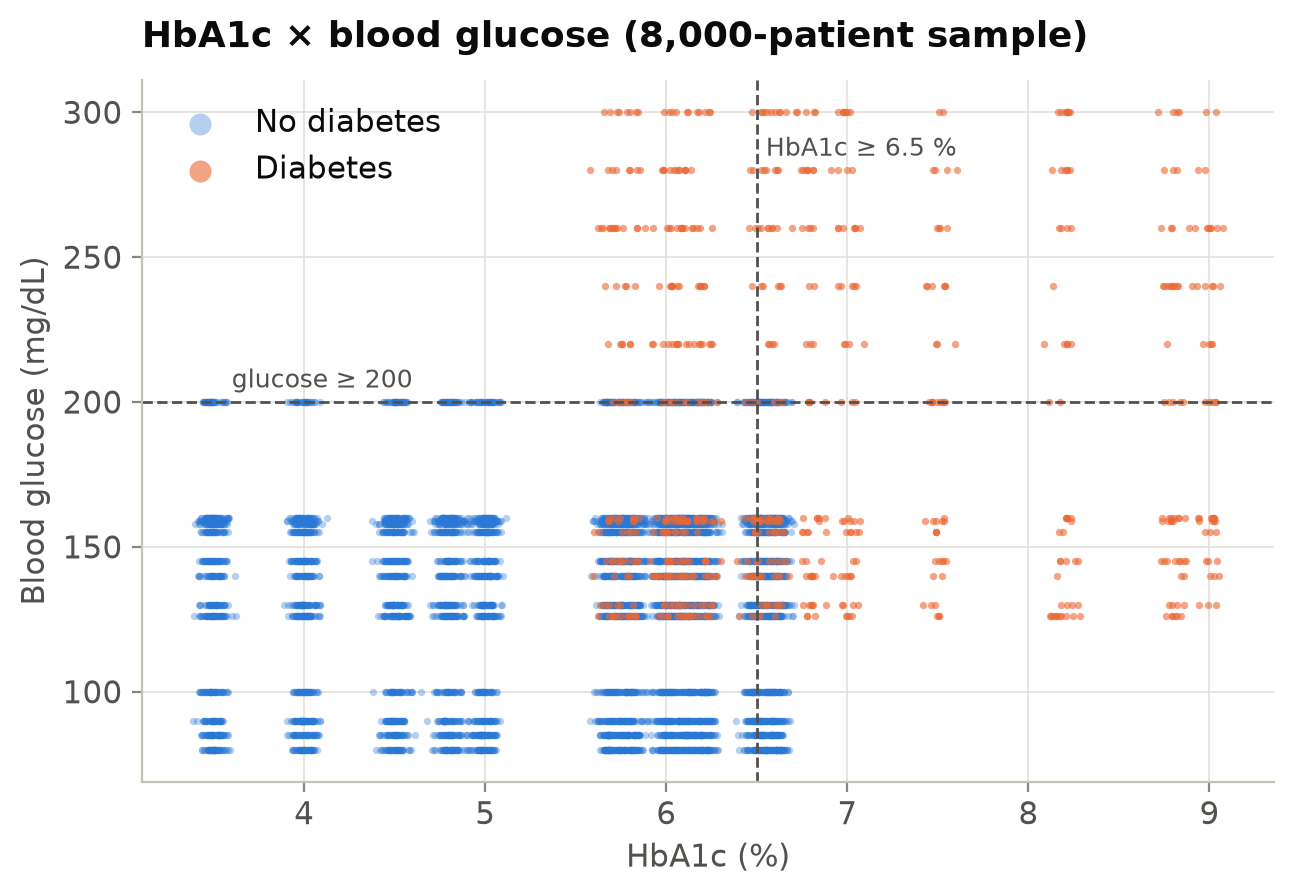 HbA1c × blood glucose (8,000-patient sample)
No diabetes
Diabetes
HbA1c ≥ 6.5 %
glucose ≥ 200
Blood glucose (mg/dL)
300
250
200
150
100
4 5 6 7 8 9
HbA1c (%)